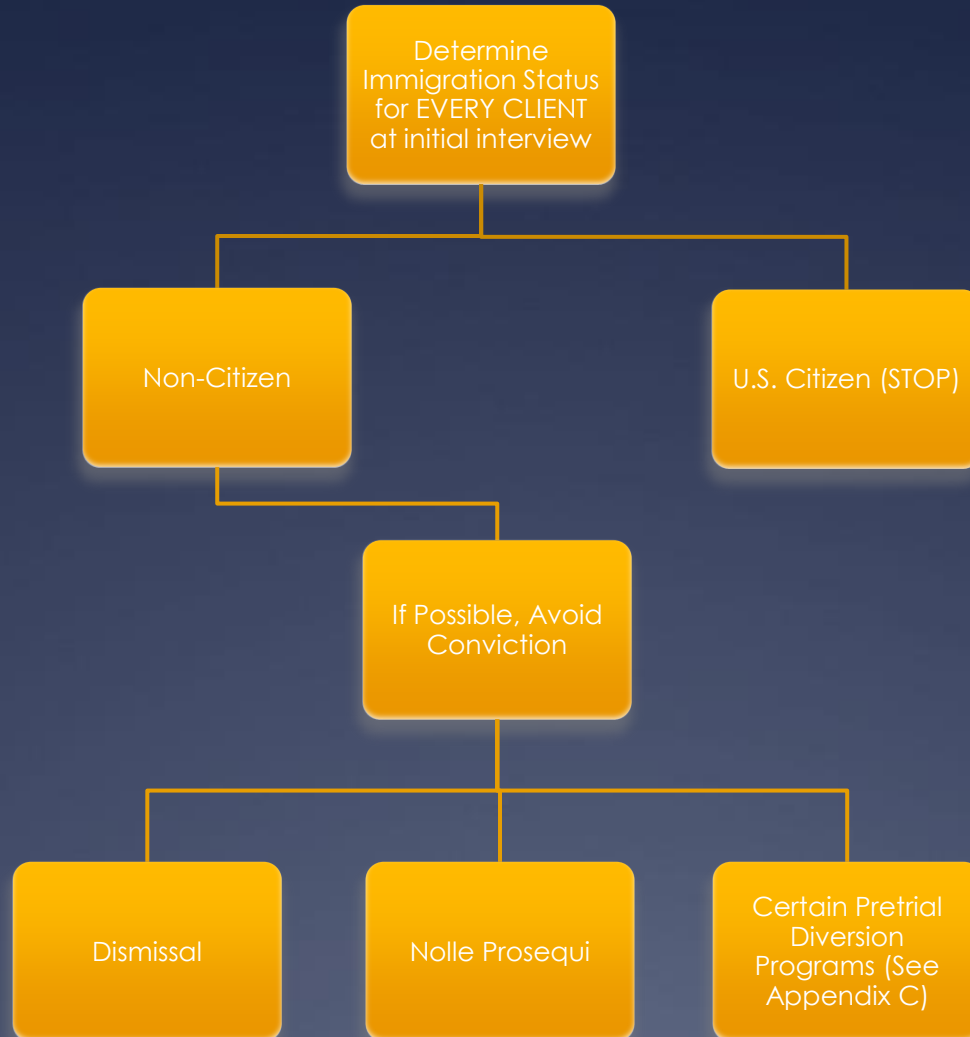 Determine
Immigration Status
for EVERY CLIENT
at initial interview
Non-Citizen
U.S. Citizen (STOP)
If Possible, Avoid
Conviction
Dismissal
Nolle Prosequi
Certain Pretrial
Diversion
Programs (See
Appendix C)